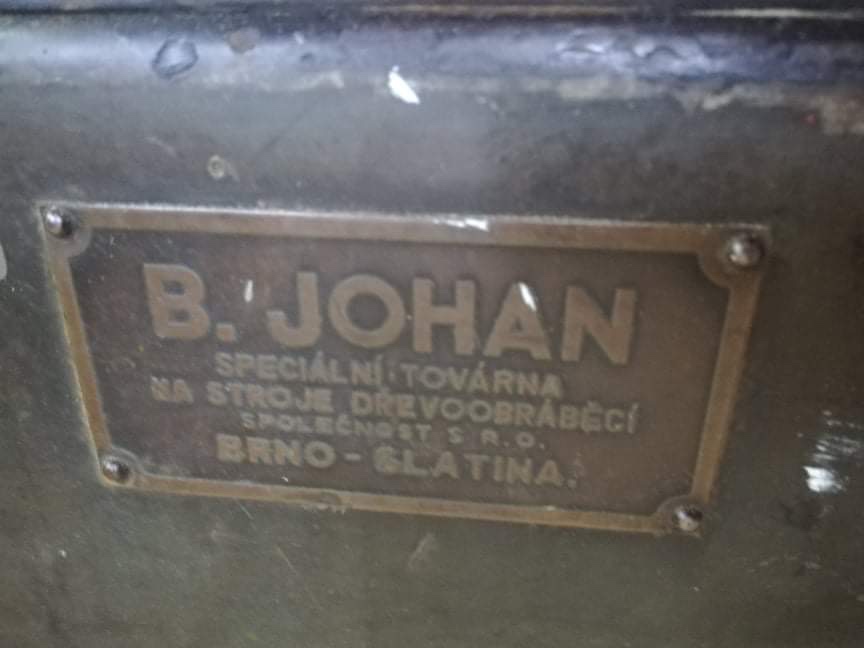 B. JOHAN
SPECIÁLNÍ TOVÁRNA
NA STROJE DŘEVOOBRÁBĚCÍ
SPOLEČNOST S R.O.
BRNO - SLATINA.